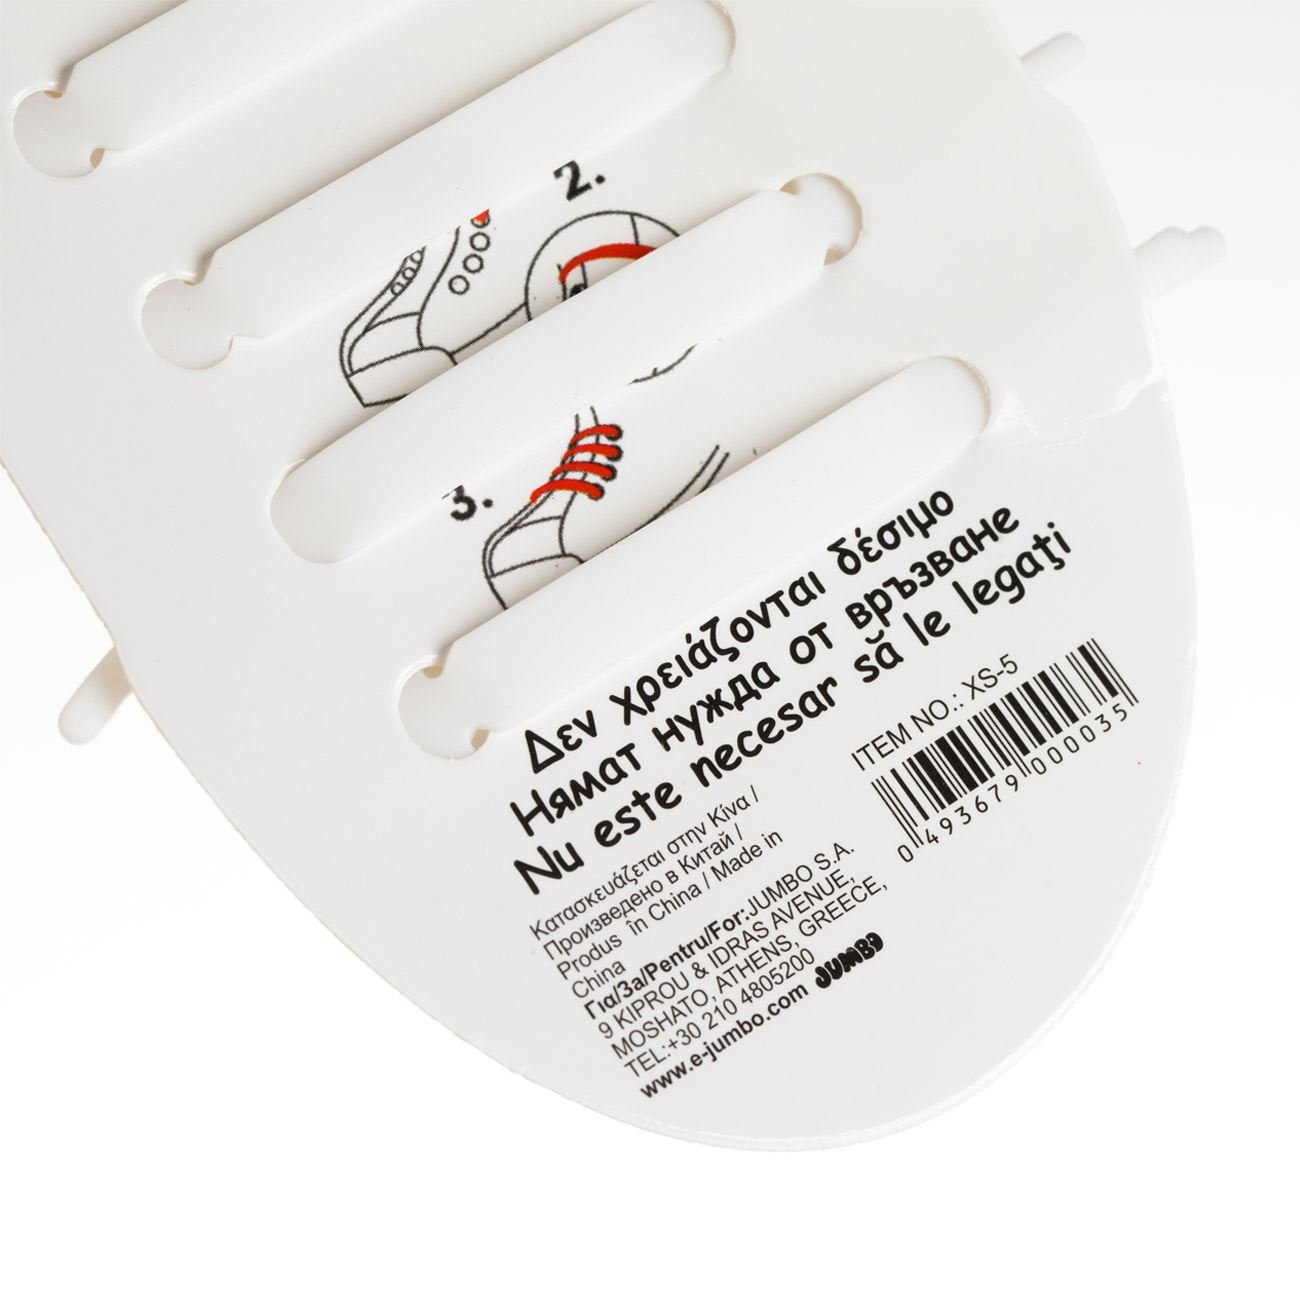 2.
3.
Δεν χρειάζονται δέσιμο
Нямат нужда от връзване
Nu este necesar să le legaţi
ITEM NO.: XS-5
0 493679 000035
Κατασκευάζεται στην Κίνα /
Произведено в Китай /
Produs în China / Made in
China
Για/За/Pentru/For:JUMBO S.A.
9 KIPROU & IDRAS AVENUE,
MOSHATO, ATHENS, GREECE,
TEL:+30 210 4805200
www.e-jumbo.com JUMBO